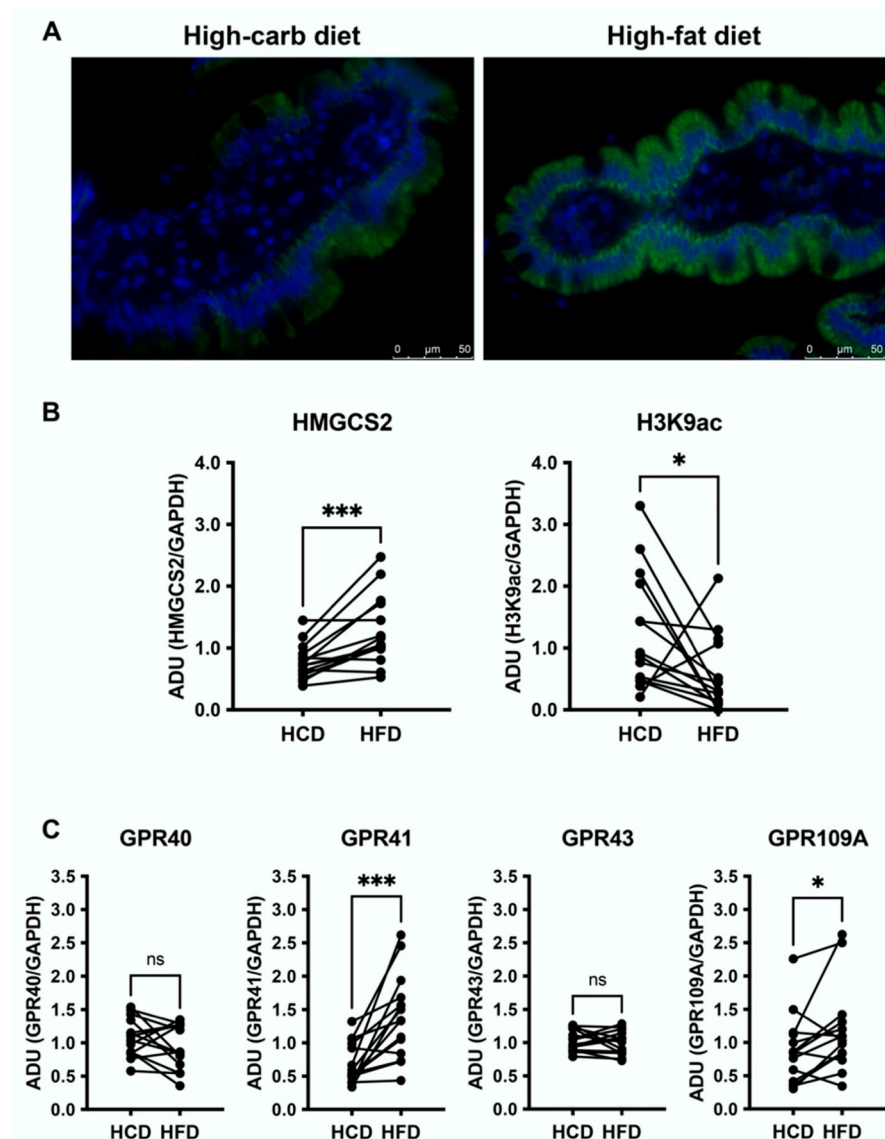 A
High-carb diet
High-fat diet
0 µm 50
0 µm 50
B
HMGCS2
H3K9ac
ADU (HMGCS2/GAPDH)
4.0
3.0
2.0
1.0
0.0
***
HCD HFD
ADU (H3K9ac/GAPDH)
4.0
3.0
2.0
1.0
0.0
*
HCD HFD
C
GPR40
GPR41
GPR43
GPR109A
ADU (GPR40/GAPDH)
3.5
3.0
2.5
2.0
1.5
1.0
0.5
0.0
ns
HCD HFD
ADU (GPR41/GAPDH)
3.5
3.0
2.5
2.0
1.5
1.0
0.5
0.0
***
HCD HFD
ADU (GPR43/GAPDH)
3.5
3.0
2.5
2.0
1.5
1.0
0.5
0.0
ns
HCD HFD
ADU (GPR109A/GAPDH)
3.5
3.0
2.5
2.0
1.5
1.0
0.5
0.0
*
HCD HFD